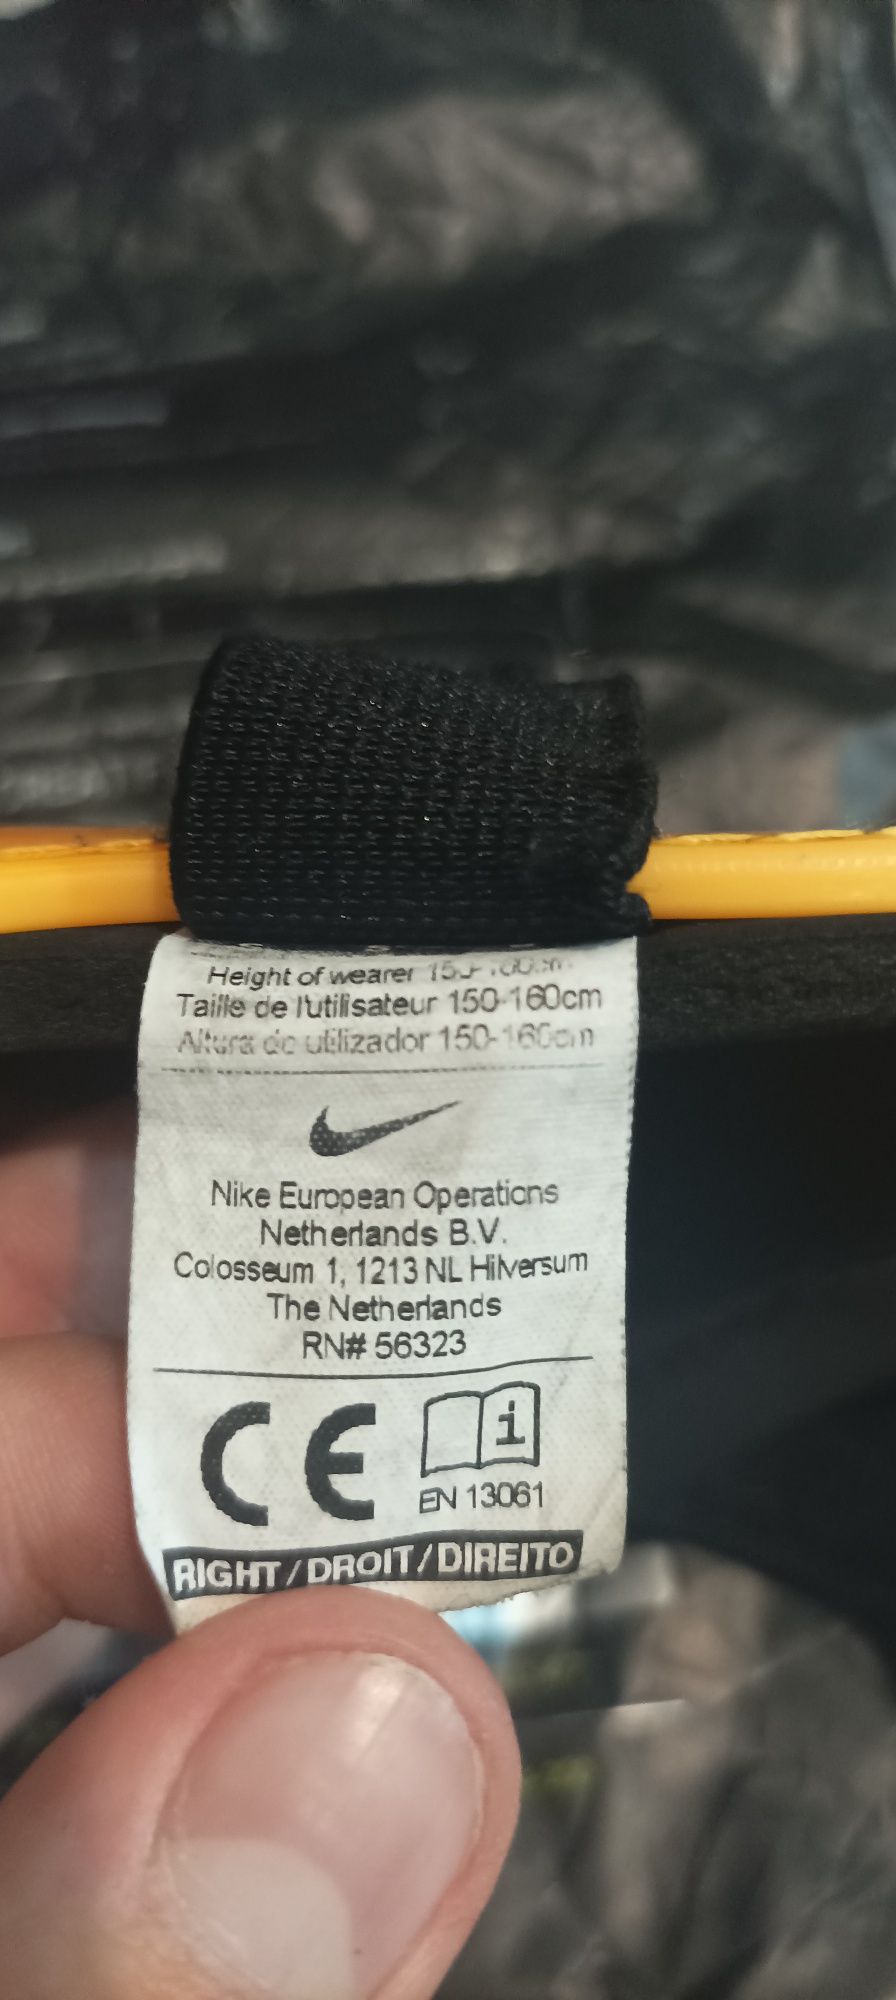 Height of wearer
Taille de l'utilisateur 150-160cm
Altura do utilizador 150-160cm
Nike European Operations
Netherlands B.V.
Colosseum 1, 1213 NL Hilversum
The Netherlands
RN# 56323
CE
i
EN 13061
RIGHT/DROIT/DIREITO